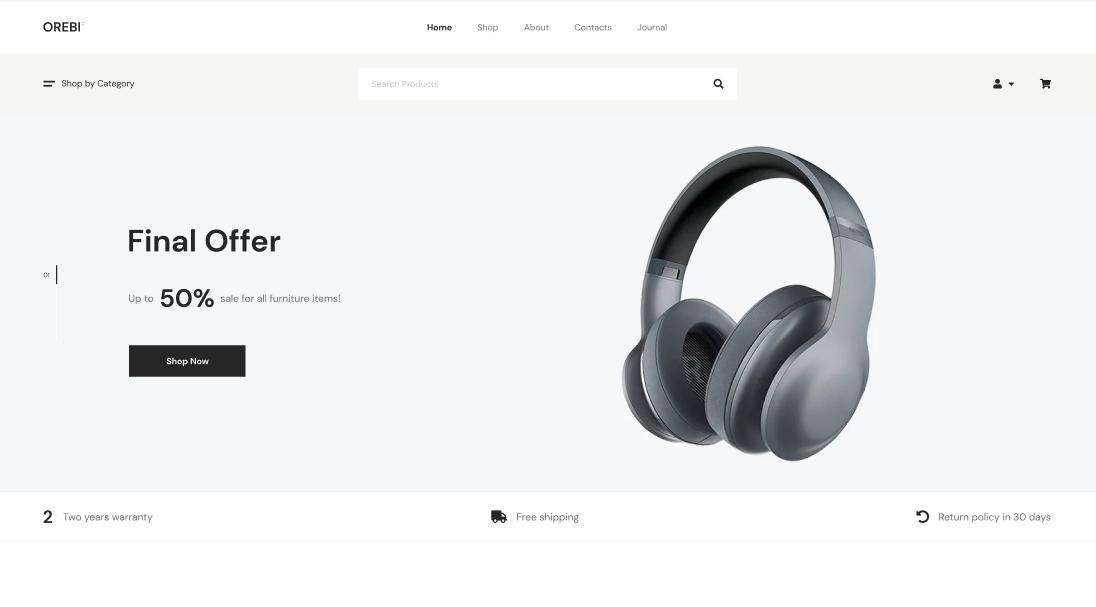 OREBI
Home Shop About Contacts Journal
Shop by Category
Search Products
Final Offer
01
Up to 50% sale for all furniture items!
Shop Now
R
2 Two years warranty
Free shipping
Return policy in 30 days